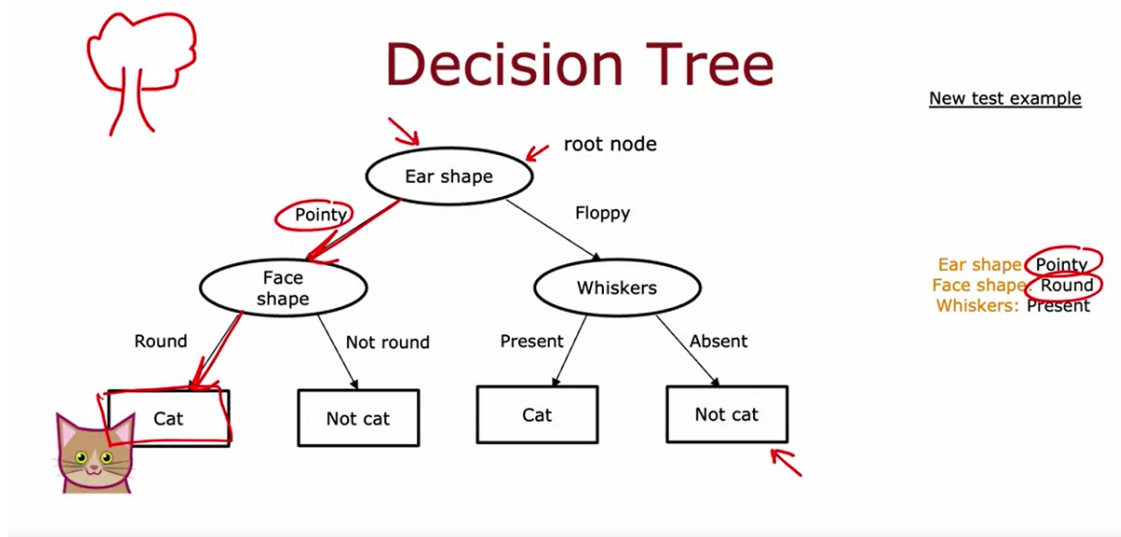 Decision Tree
New test example
root node
Ear shape
Pointy
Floppy
Ear shape: Pointy
Face shape: Round
Whiskers: Present
Face
shape
Whiskers
Round
Not round
Present
Absent
Cat
Not cat
Cat
Not cat